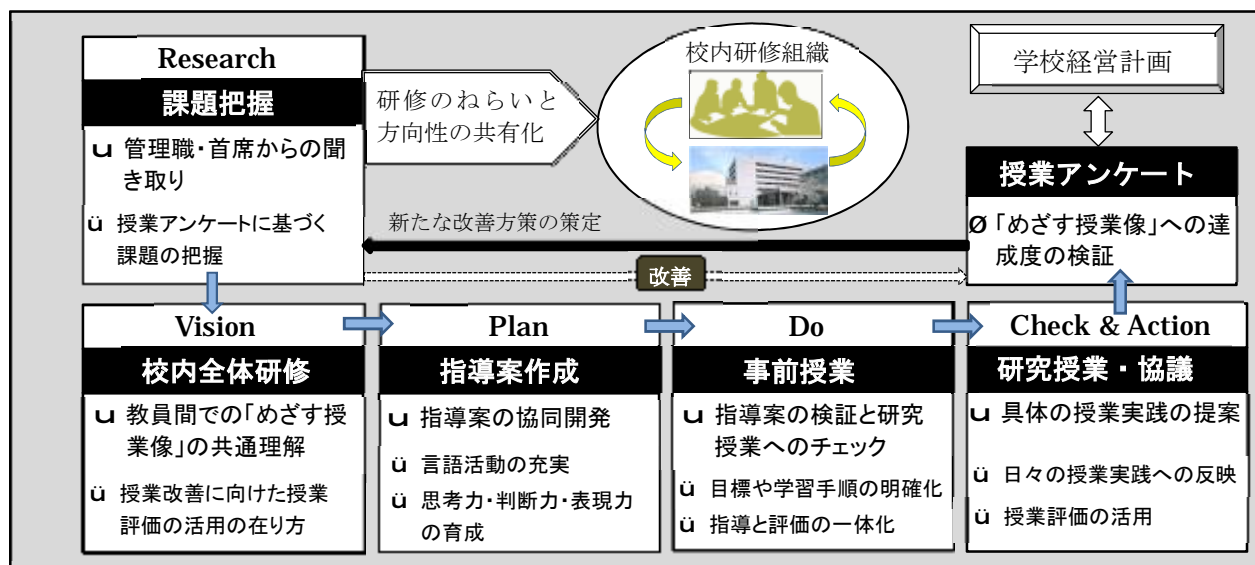 Research
課題把握
u 管理職・首席からの聞
き取り
ü 授業アンケートに基づく
課題の把握
研修のねらいと
方向性の共有化
校内研修組織
学校経営計画
授業アンケート
Ø「めざす授業像」への達
成度の検証
新たな改善方策の策定
改善
Vision
校内全体研修
u 教員間での「めざす授
業像」の共通理解
ü 授業改善に向けた授業
評価の活用の在り方
Plan
指導案作成
u 指導案の協同開発
ü 言語活動の充実
ü 思考力・判断力・表現力
の育成
Do
事前授業
u 指導案の検証と研究
授業へのチェック
ü 目標や学習手順の明確化
ü 指導と評価の一体化
Check & Action
研究授業・協議
u 具体の授業実践の提案
ü 日々の授業実践への反映
ü 授業評価の活用